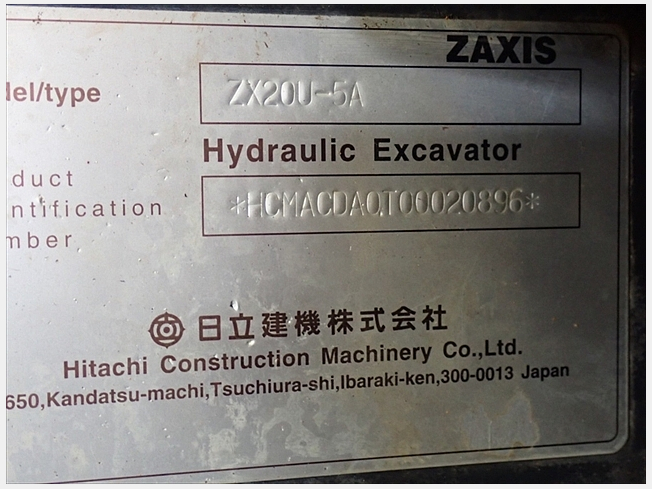 ZAXIS
del/type
ZX20U-5A
Hydraulic Excavator
duct
ntification
mber
*HCMACDA0T00020896*
日立建機株式会社
Hitachi Construction Machinery Co.,Ltd.
650,Kandatsu-machi,Tsuchiura-shi,Ibaraki-ken,300-0013 Japan